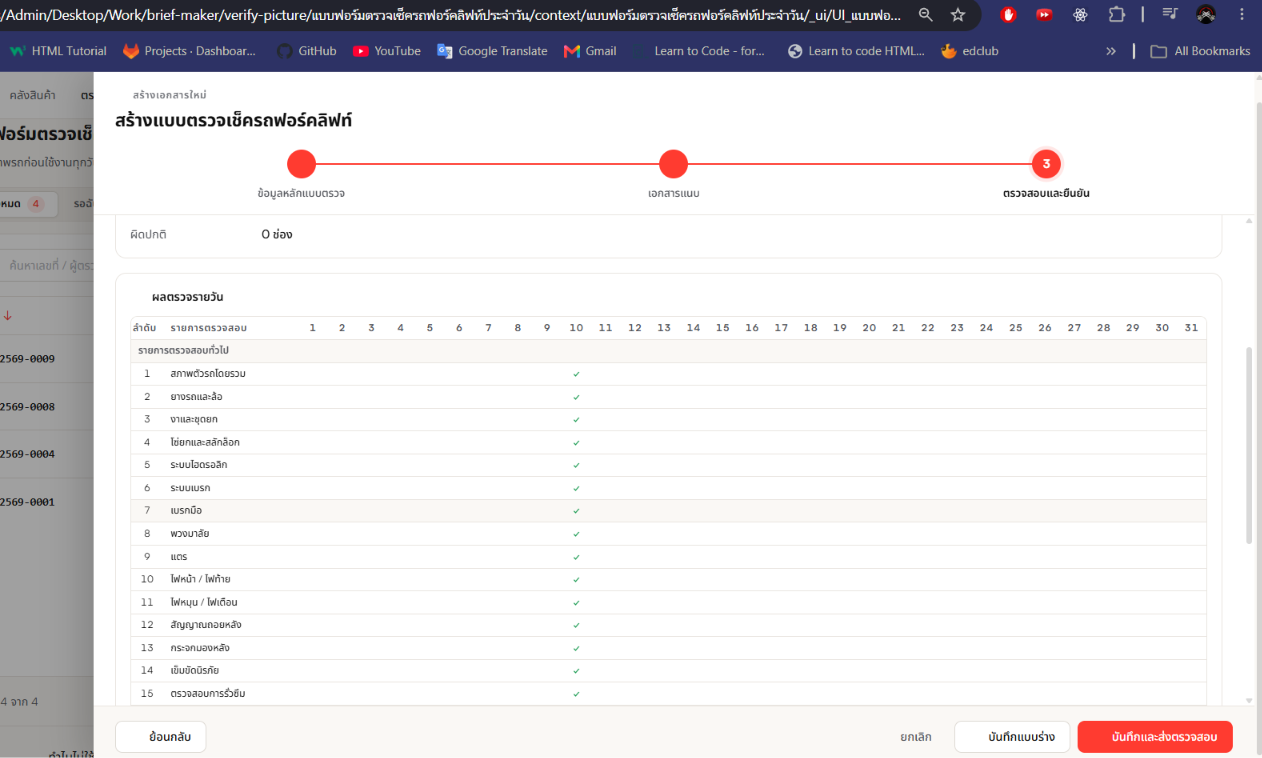 /Admin/Desktop/Work/brief-maker/verify-picture/แบบฟอร์มตรวจเช็ครถฟอร์คลิฟท์ประจำวัน/context/แบบฟอร์มตรวจเช็ครถฟอร์คลิฟท์ประจำวัน/_ui/UI_แบบฟอ...
HTML Tutorial Projects · Dashboar... GitHub YouTube Google Translate Gmail Learn to Code - for... Learn to code HTML... edclub » All Bookmarks
คลังสินค้า ตร
สร้างเอกสารใหม่
สร้างแบบตรวจเช็ครถฟอร์คลิฟท์
ฟอร์มตรวจเช็
3
ข้อมูลหลักแบบตรวจ เอกสารแนบ ตรวจสอบและยืนยัน
4
ผิดปกติ 0 ช่อง
ค้นหาเลขที่ / ผู้ตรว
ผลตรวจรายวัน
ลำดับ รายการตรวจสอบ 1 2 3 4 5 6 7 8 9 10 11 12 13 14 15 16 17 18 19 20 21 22 23 24 25 26 27 28 29 30 31
รายการตรวจสอบทั่วไป
2569-0009
1 สภาพตัวรถโดยรวม ✓
2 ยางรถและล้อ ✓
2569-0008
3 งาและชุดยก ✓
4 โซ่ยกและสลักล็อก ✓
2569-0004
5 ระบบไฮดรอลิก ✓
6 ระบบเบรก ✓
2569-0001
7 เบรกมือ ✓
8 พวงมาลัย ✓
9 แตร ✓
10 ไฟหน้า / ไฟท้าย ✓
11 ไฟหมุน / ไฟเตือน ✓
12 สัญญาณถอยหลัง ✓
13 กระจกมองหลัง ✓
14 เข็มขัดนิรภัย ✓
15 ตรวจสอบการรั่วซึม ✓
4 จาก 4
ย้อนกลับ ยกเลิก บันทึกแบบร่าง บันทึกและส่งตรวจสอบ